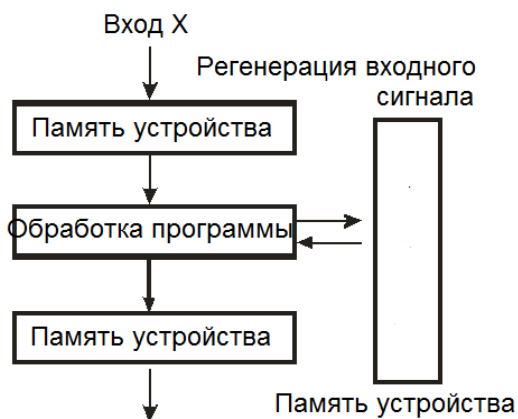 Вход X
Регенерация входного
сигнала
Память устройства
Обработка программы
Память устройства
Память устройства